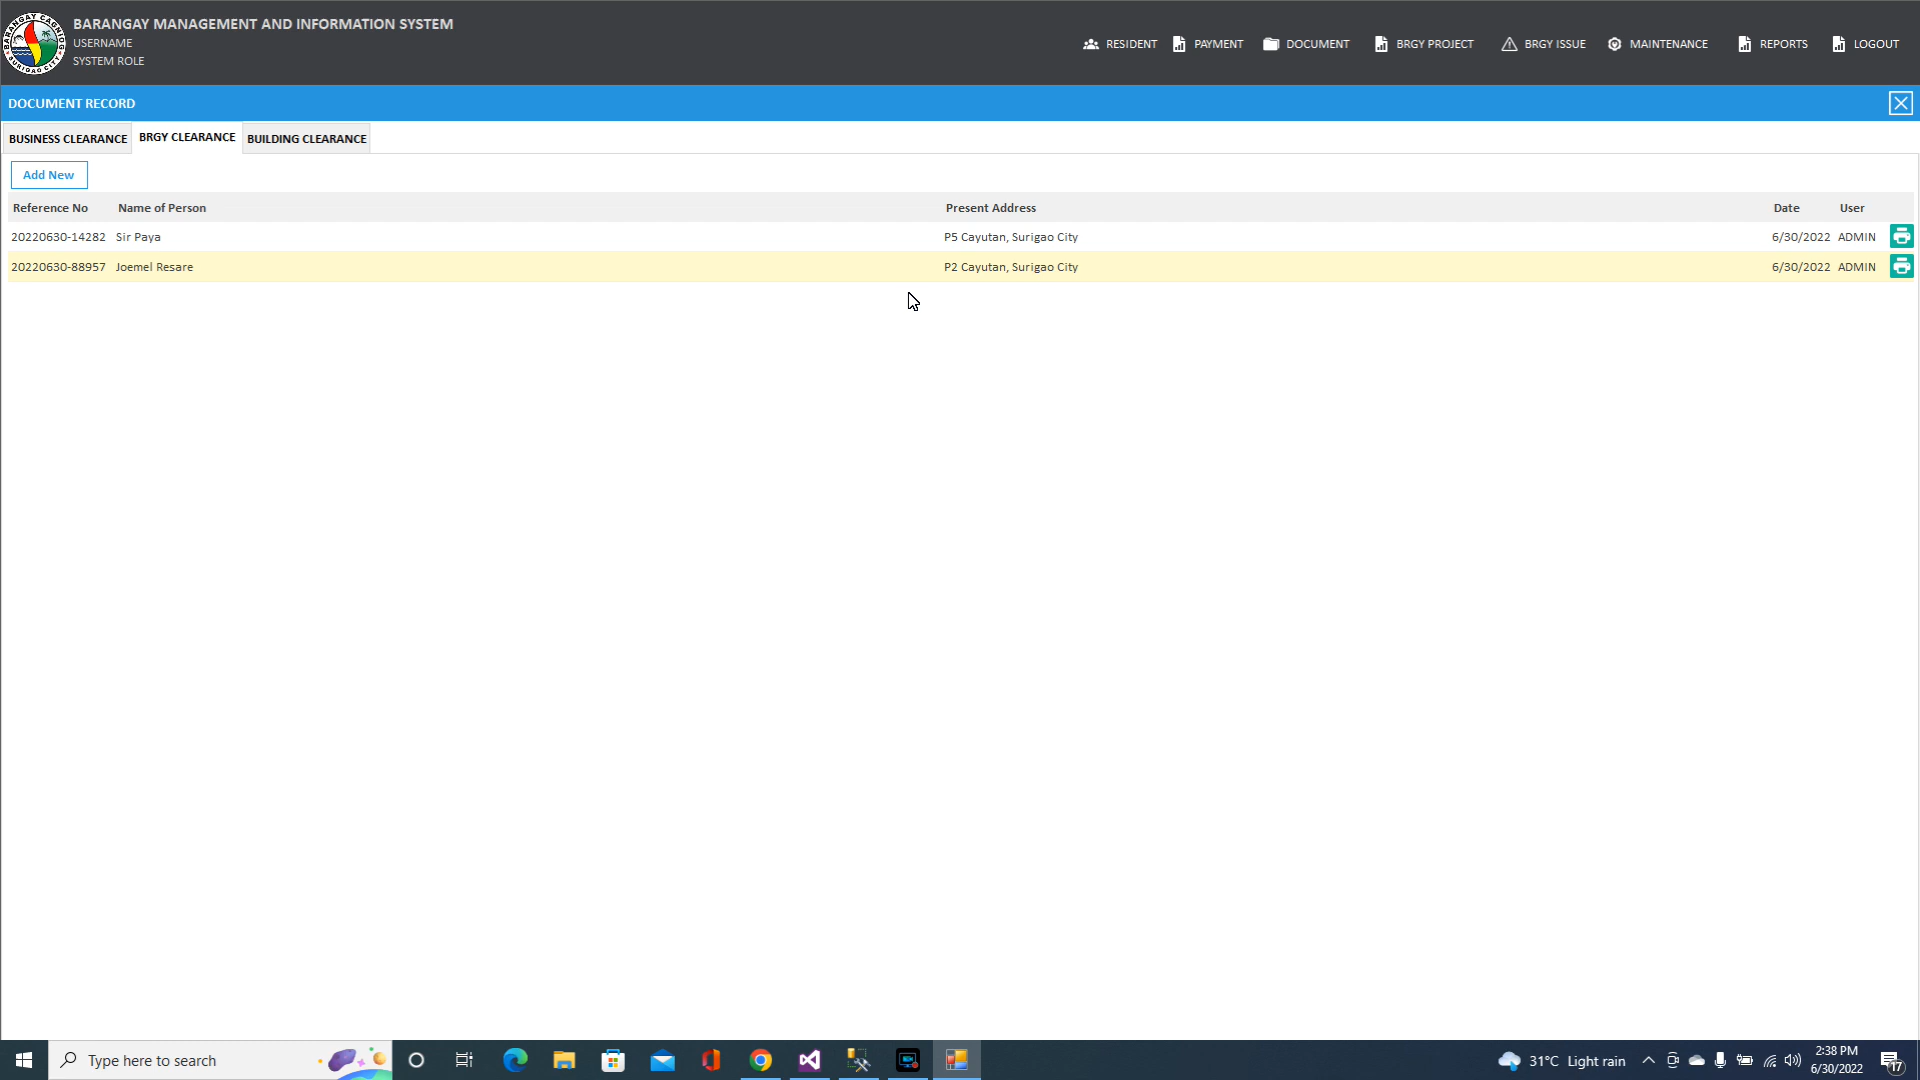 BARANGAY MANAGEMENT AND INFORMATION SYSTEM
USERNAME
SYSTEM ROLE
RESIDENT PAYMENT DOCUMENT BRGY PROJECT BRGY ISSUE MAINTENANCE REPORTS LOGOUT
DOCUMENT RECORD
BUSINESS CLEARANCE BRGY CLEARANCE BUILDING CLEARANCE
Add New
Reference No Name of Person Present Address Date User
20220630-14282 Sir Paya P5 Cayutan, Surigao City 6/30/2022 ADMIN
20220630-88957 Joemel Resare P2 Cayutan, Surigao City 6/30/2022 ADMIN
Type here to search
31°C Light rain
2:38 PM
6/30/2022
17